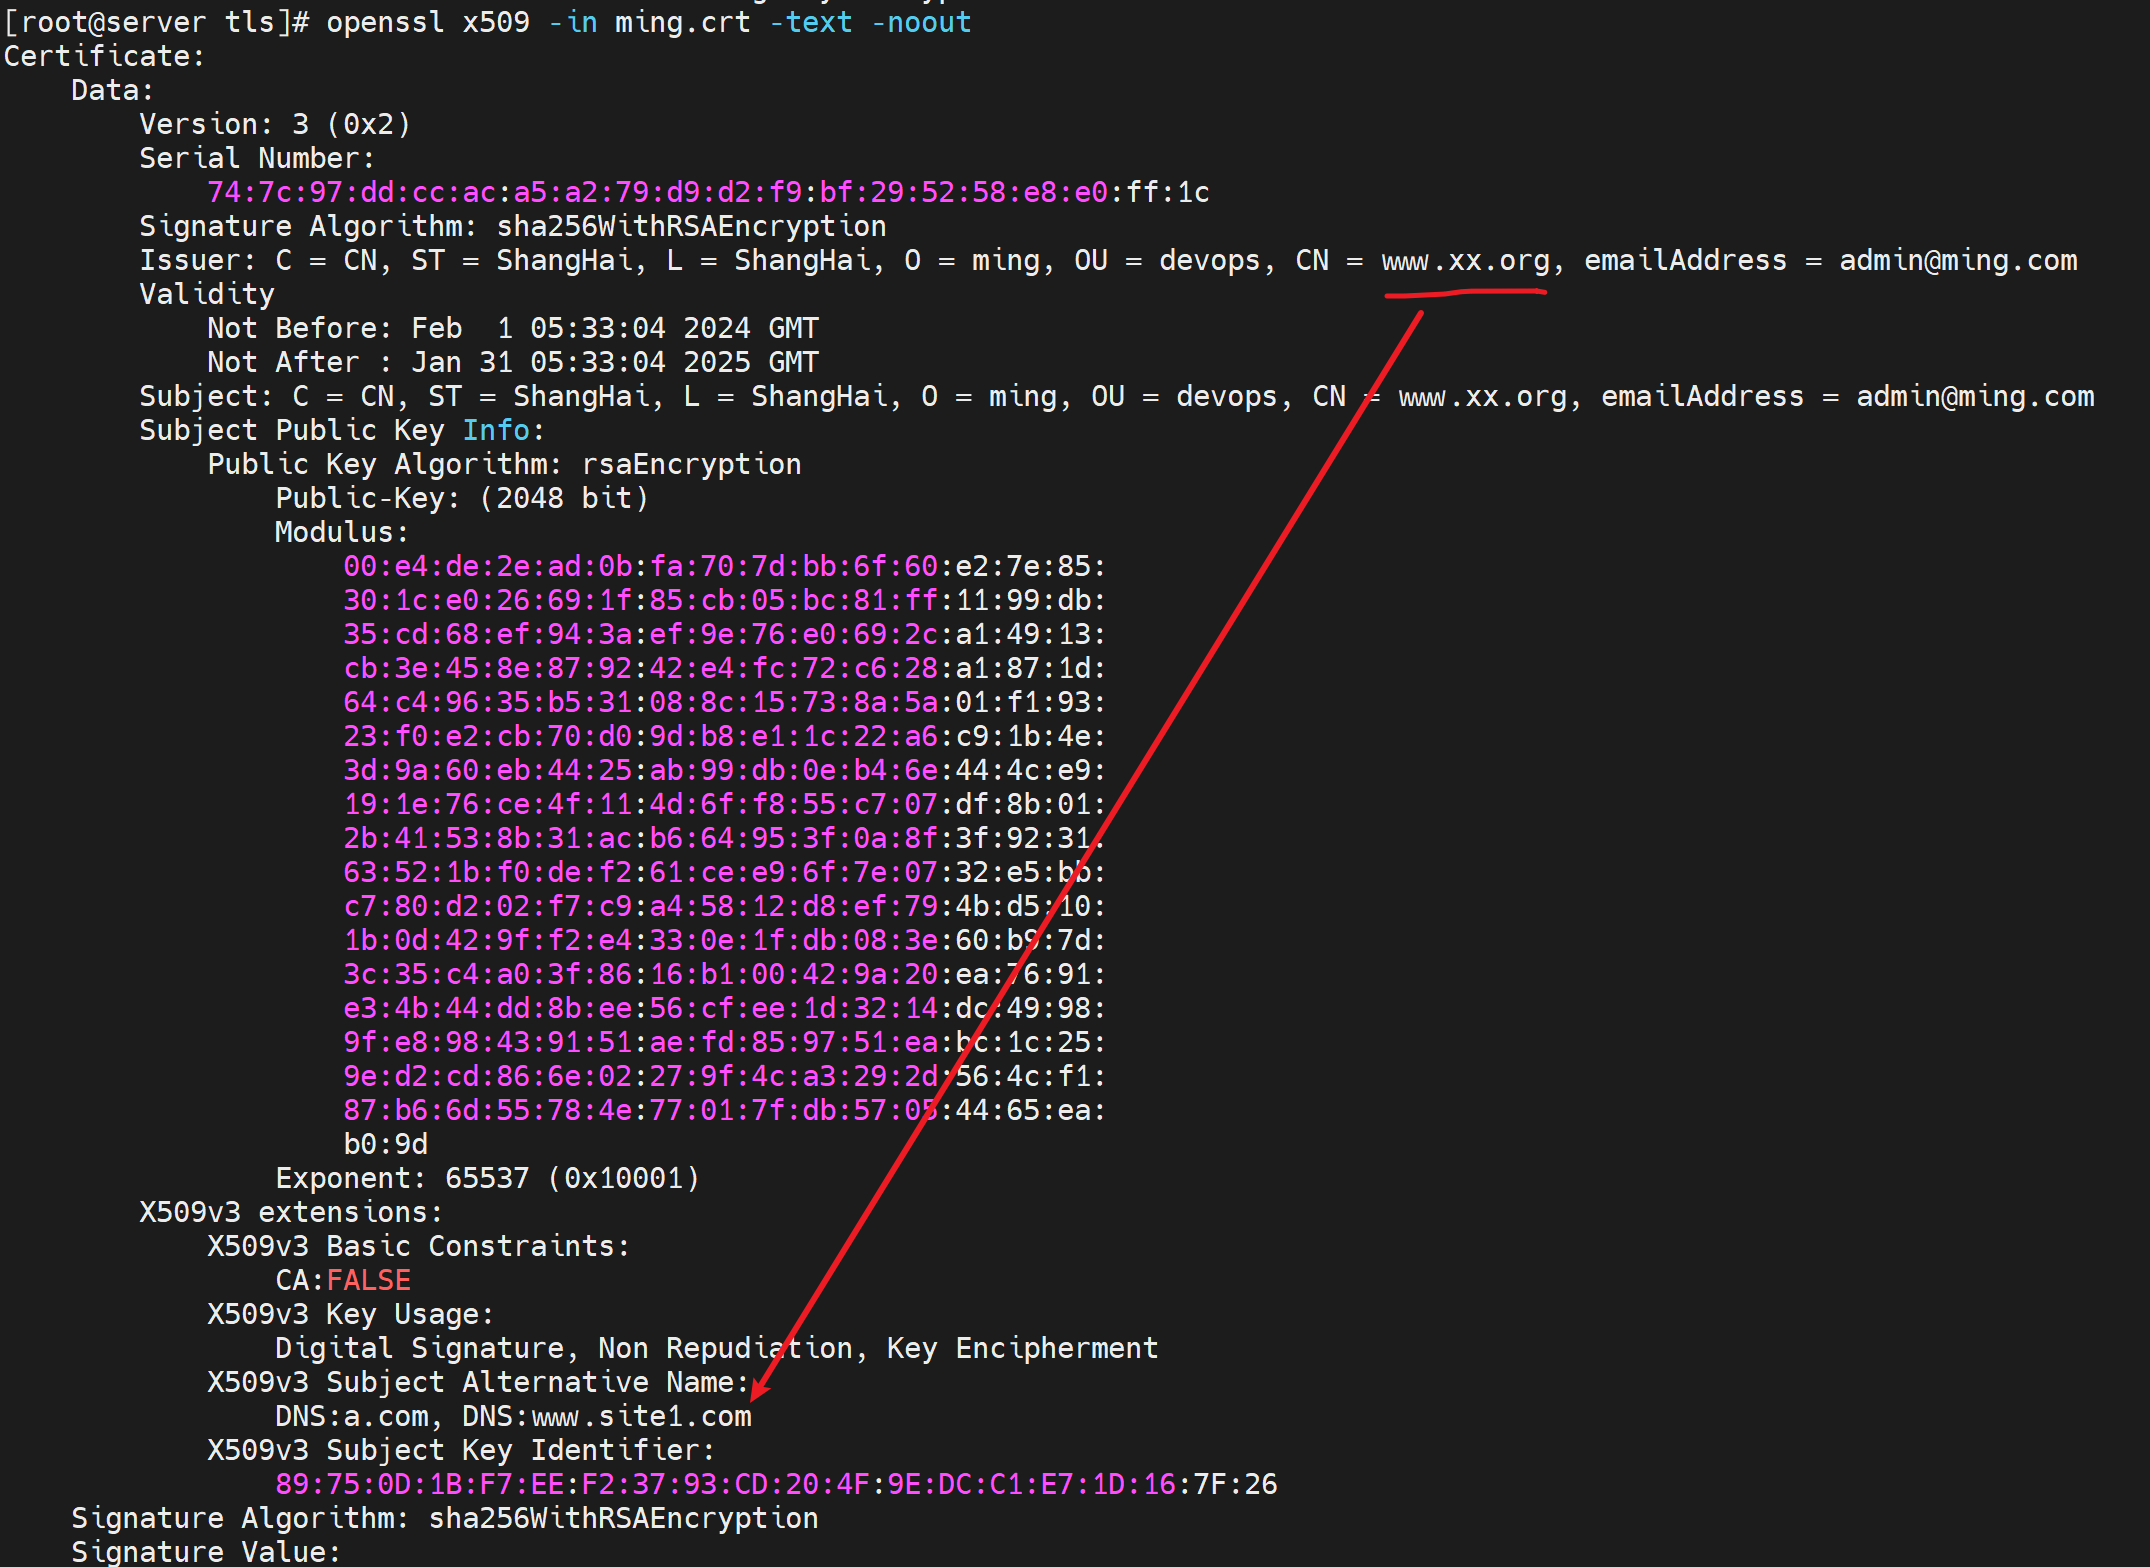 [root@server tls]# openssl x509 -in ming.crt -text -noout
Certificate:
    Data:
        Version: 3 (0x2)
        Serial Number:
            74:7c:97:dd:cc:ac:a5:a2:79:d9:d2:f9:bf:29:52:58:e8:e0:ff:1c
        Signature Algorithm: sha256WithRSAEncryption
        Issuer: C = CN, ST = ShangHai, L = ShangHai, O = ming, OU = devops, CN = www.xx.org, emailAddress = admin@ming.com
        Validity
            Not Before: Feb  1 05:33:04 2024 GMT
            Not After : Jan 31 05:33:04 2025 GMT
        Subject: C = CN, ST = ShangHai, L = ShangHai, O = ming, OU = devops, CN = www.xx.org, emailAddress = admin@ming.com
        Subject Public Key Info:
            Public Key Algorithm: rsaEncryption
                Public-Key: (2048 bit)
                Modulus:
                    00:e4:de:2e:ad:0b:fa:70:7d:bb:6f:60:e2:7e:85:
                    30:1c:e0:26:69:1f:85:cb:05:bc:81:ff:11:99:db:
                    35:cd:68:ef:94:3a:ef:9e:76:e0:69:2c:a1:49:13:
                    cb:3e:45:8e:87:92:42:e4:fc:72:c6:28:a1:87:1d:
                    64:c4:96:35:b5:31:08:8c:15:73:8a:5a:01:f1:93:
                    23:f0:e2:cb:70:d0:9d:b8:e1:1c:22:a6:c9:1b:4e:
                    3d:9a:60:eb:44:25:ab:99:db:0e:b4:6e:44:4c:e9:
                    19:1e:76:ce:4f:11:4d:6f:f8:55:c7:07:df:8b:01:
                    2b:41:53:8b:31:ac:b6:64:95:3f:0a:8f:3f:92:31:
                    63:52:1b:f0:de:f2:61:ce:e9:6f:7e:07:32:e5:bb:
                    c7:80:d2:02:f7:c9:a4:58:12:d8:ef:79:4b:d5:10:
                    1b:0d:42:9f:f2:e4:33:0e:1f:db:08:3e:60:b9:7d:
                    3c:35:c4:a0:3f:86:16:b1:00:42:9a:20:ea:76:91:
                    e3:4b:44:dd:8b:ee:56:cf:ee:1d:32:14:dc:49:98:
                    9f:e8:98:43:91:51:ae:fd:85:97:51:ea:bc:1c:25:
                    9e:d2:cd:86:6e:02:27:9f:4c:a3:29:2d:56:4c:f1:
                    87:b6:6d:55:78:4e:77:01:7f:db:57:05:44:65:ea:
                    b0:9d
                Exponent: 65537 (0x10001)
        X509v3 extensions:
            X509v3 Basic Constraints:
                CA:FALSE
            X509v3 Key Usage:
                Digital Signature, Non Repudiation, Key Encipherment
            X509v3 Subject Alternative Name:
                DNS:a.com, DNS:www.site1.com
            X509v3 Subject Key Identifier:
                89:75:0D:1B:F7:EE:F2:37:93:CD:20:4F:9E:DC:C1:E7:1D:16:7F:26
    Signature Algorithm: sha256WithRSAEncryption
    Signature Value: